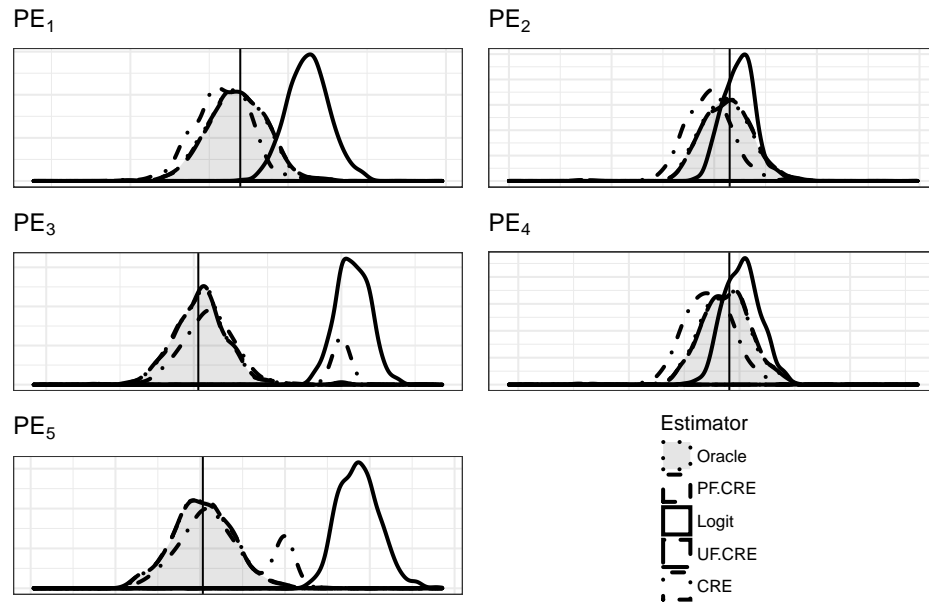 PE₁
PE₂
PE₃
PE₄
PE₅
Estimator
Oracle
PF.CRE
Logit
UF.CRE
CRE